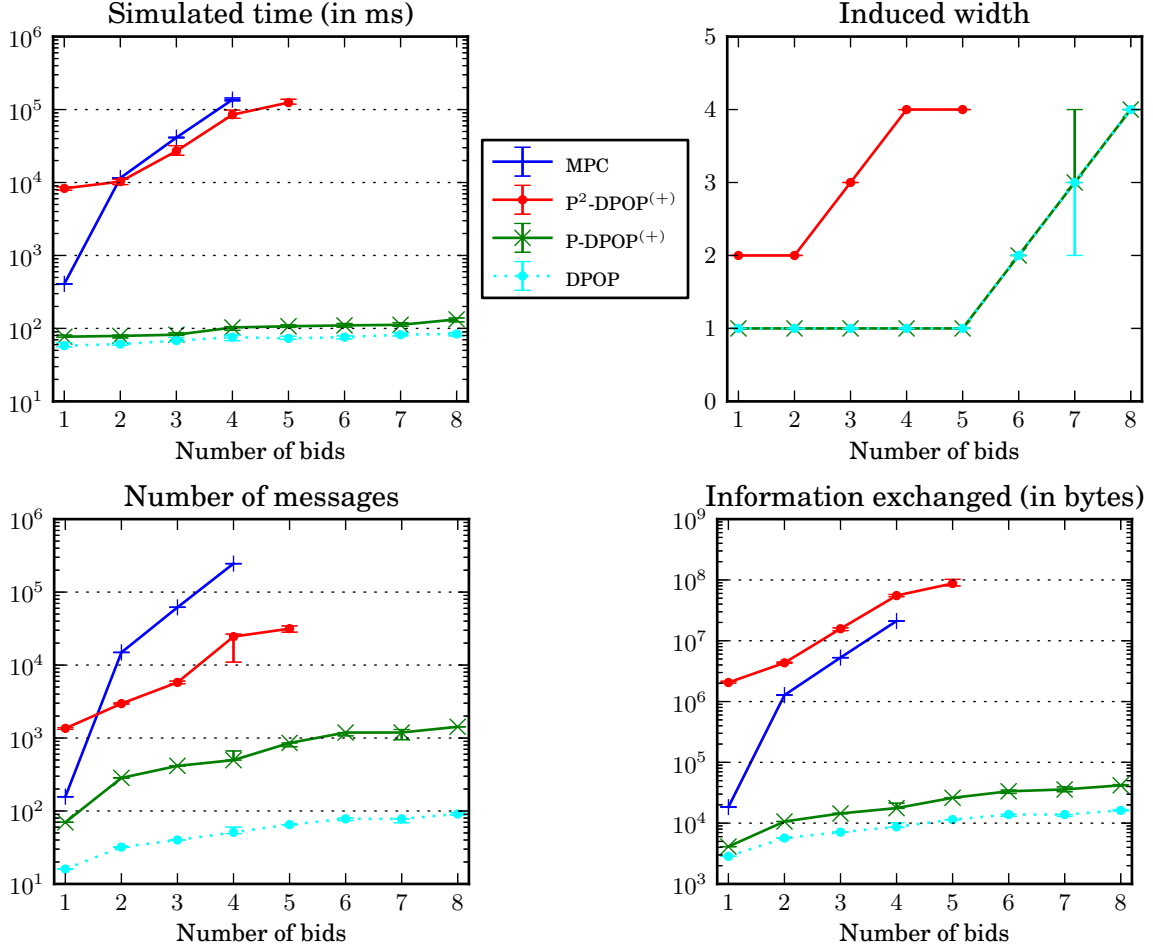 Simulated time (in ms)
10^6
10^5
10^4
10^3
10^2
10^1
1 2 3 4 5 6 7 8
Number of bids
Induced width
5
4
3
2
1
0
1 2 3 4 5 6 7 8
Number of bids
MPC
P²-DPOP(+)
P-DPOP(+)
DPOP
Number of messages
10^6
10^5
10^4
10^3
10^2
10^1
1 2 3 4 5 6 7 8
Number of bids
Information exchanged (in bytes)
10^9
10^8
10^7
10^6
10^5
10^4
10^3
1 2 3 4 5 6 7 8
Number of bids